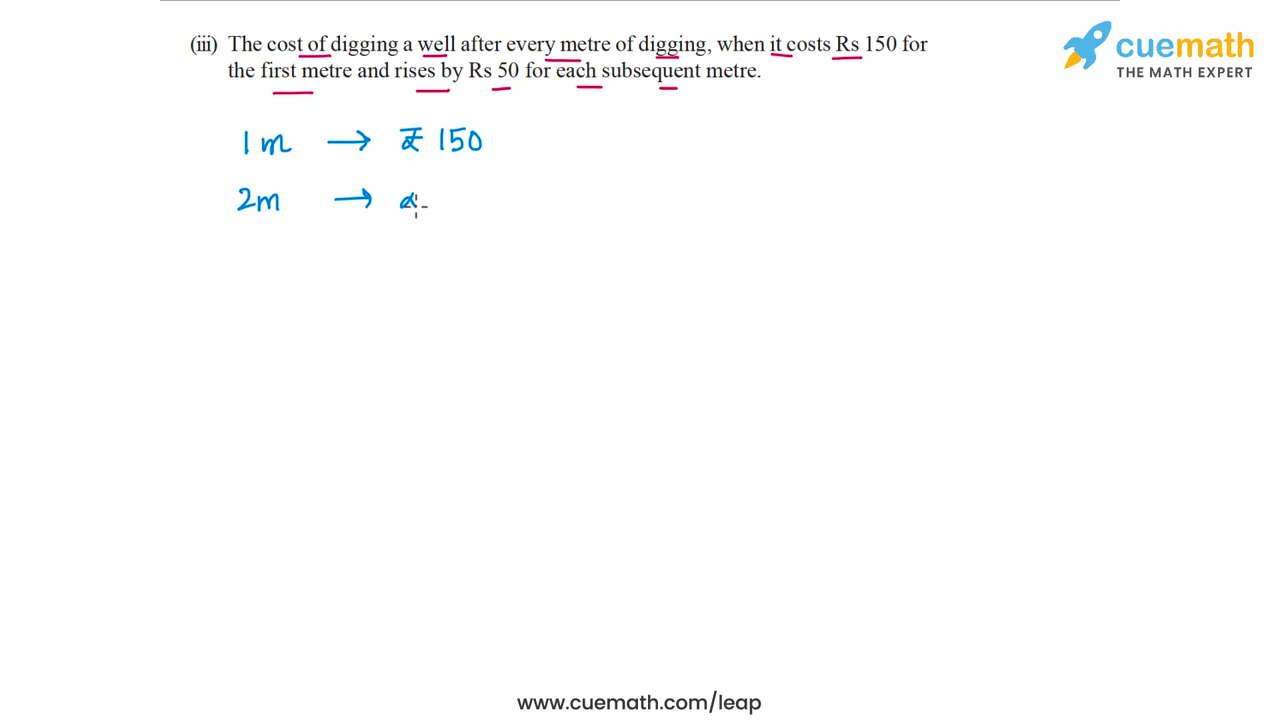 (iii) The cost of digging a well after every metre of digging, when it costs Rs 150 for
the first metre and rises by Rs 50 for each subsequent metre.
cuemath
THE MATH EXPERT
1 m → ₹ 150
2m →
www.cuemath.com/leap